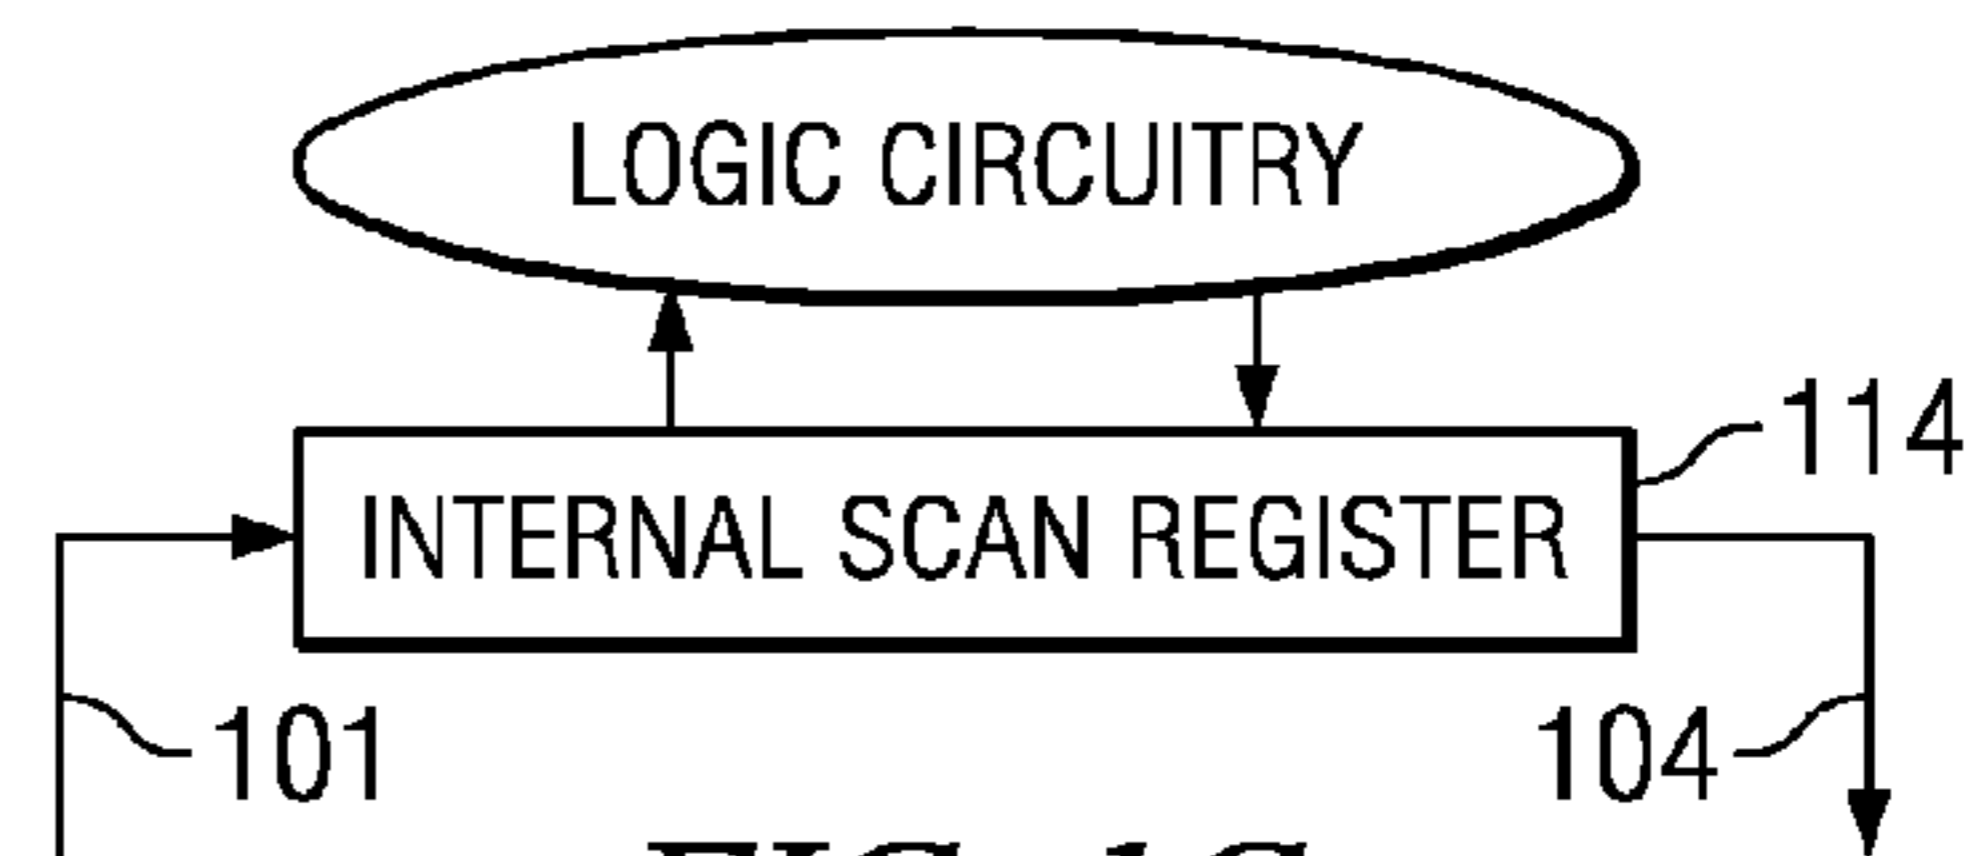 LOGIC CIRCUITRY
114
INTERNAL SCAN REGISTER
101
104